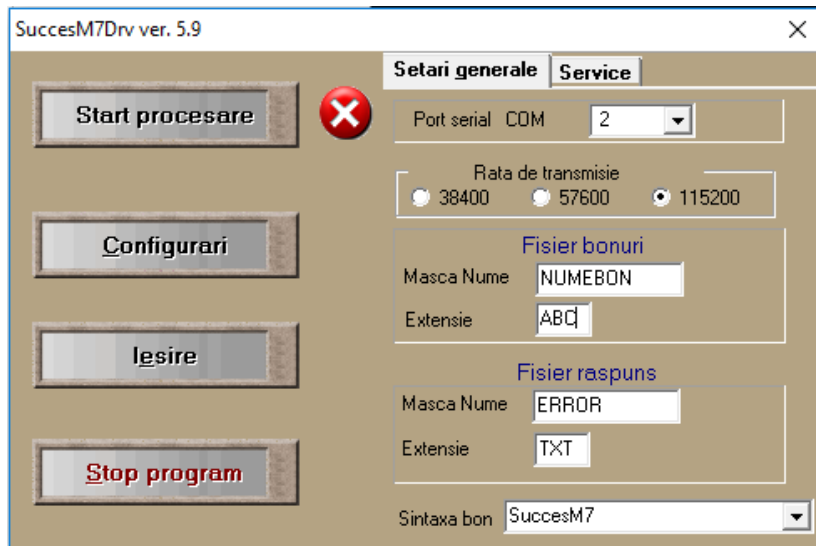 SuccesM7Drv ver. 5.9
Start procesare
Configurari
Iesire
Stop program
Setari generale
Service
Port serial COM 2
Rata de transmisie
38400 57600 115200
Fisier bonuri
Masca Nume NUMEBON
Extensie ABC
Fisier raspuns
Masca Nume ERROR
Extensie TXT
Sintaxa bon SuccesM7